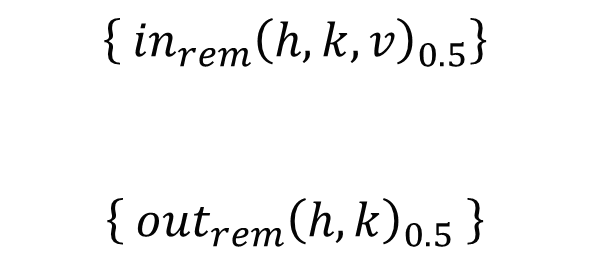 { in_rem(h, k, v)_0.5}
{ out_rem(h, k)_0.5 }